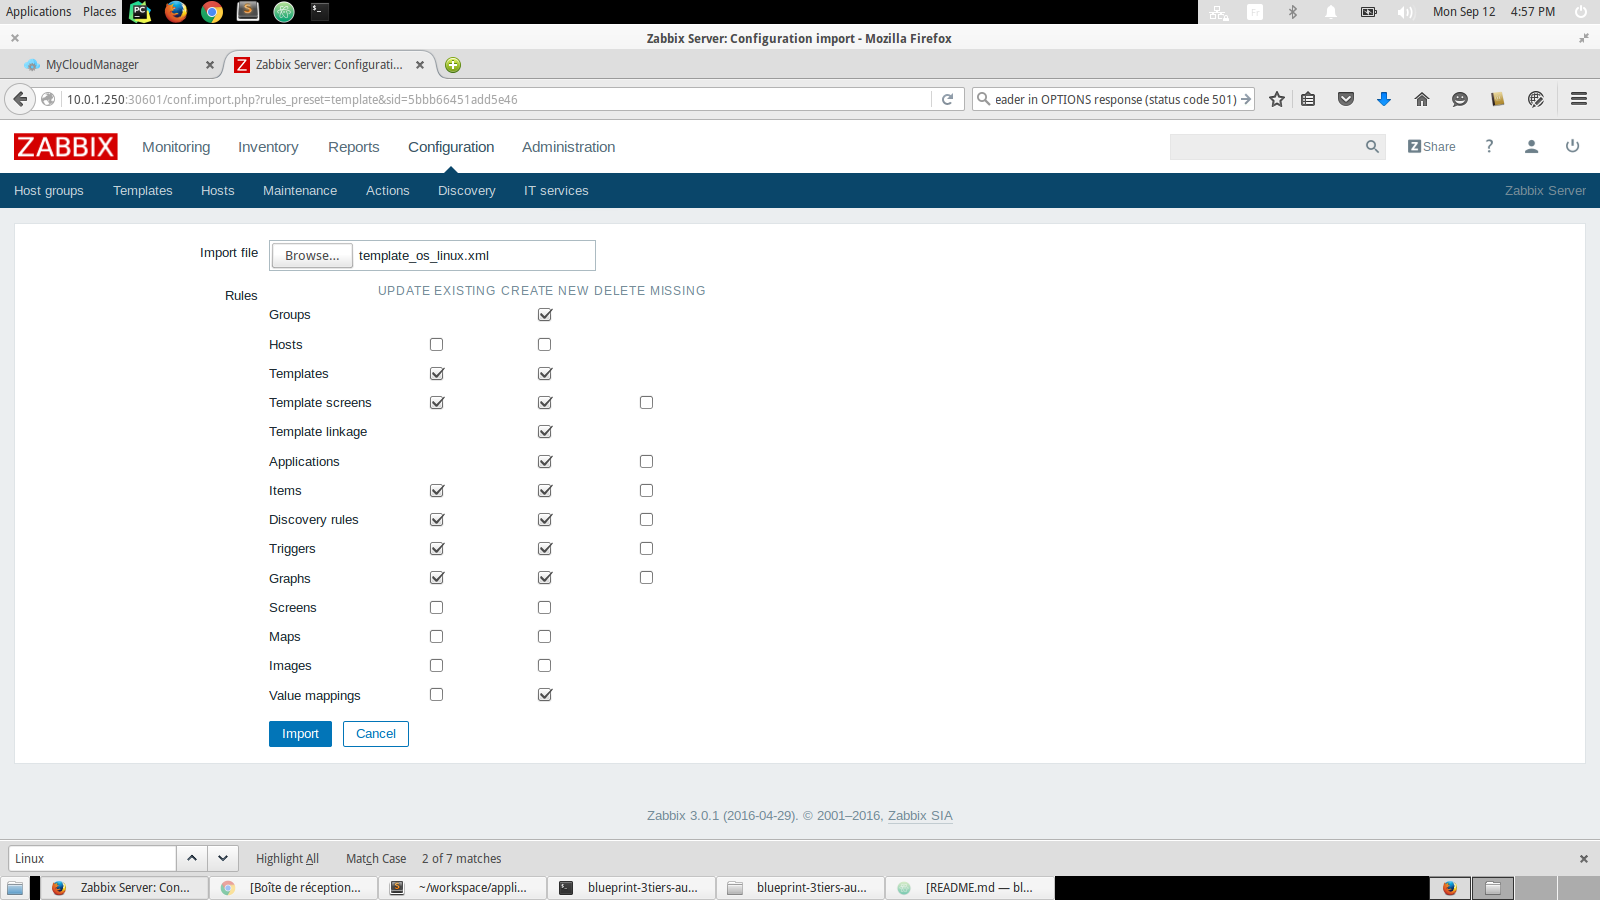 Applications Places Mon Sep 12 4:57 PM
Zabbix Server: Configuration import - Mozilla Firefox
MyCloudManager Zabbix Server: Configurati...
10.0.1.250:30601/conf.import.php?rules_preset=template&sid=5bbb66451add5e46 eader in OPTIONS response (status code 501)
ZABBIX Monitoring Inventory Reports Configuration Administration Z Share ?
Host groups Templates Hosts Maintenance Actions Discovery IT services Zabbix Server
Import file Browse... template_os_linux.xml
Rules UPDATE EXISTING CREATE NEW DELETE MISSING
Groups
Hosts
Templates
Template screens
Template linkage
Applications
Items
Discovery rules
Triggers
Graphs
Screens
Maps
Images
Value mappings
Import Cancel
Zabbix 3.0.1 (2016-04-29). © 2001–2016, Zabbix SIA
Linux Highlight All Match Case 2 of 7 matches
Zabbix Server: Con... [Boîte de réception... ~/workspace/appli... blueprint-3tiers-au... blueprint-3tiers-au... [README.md — bl...